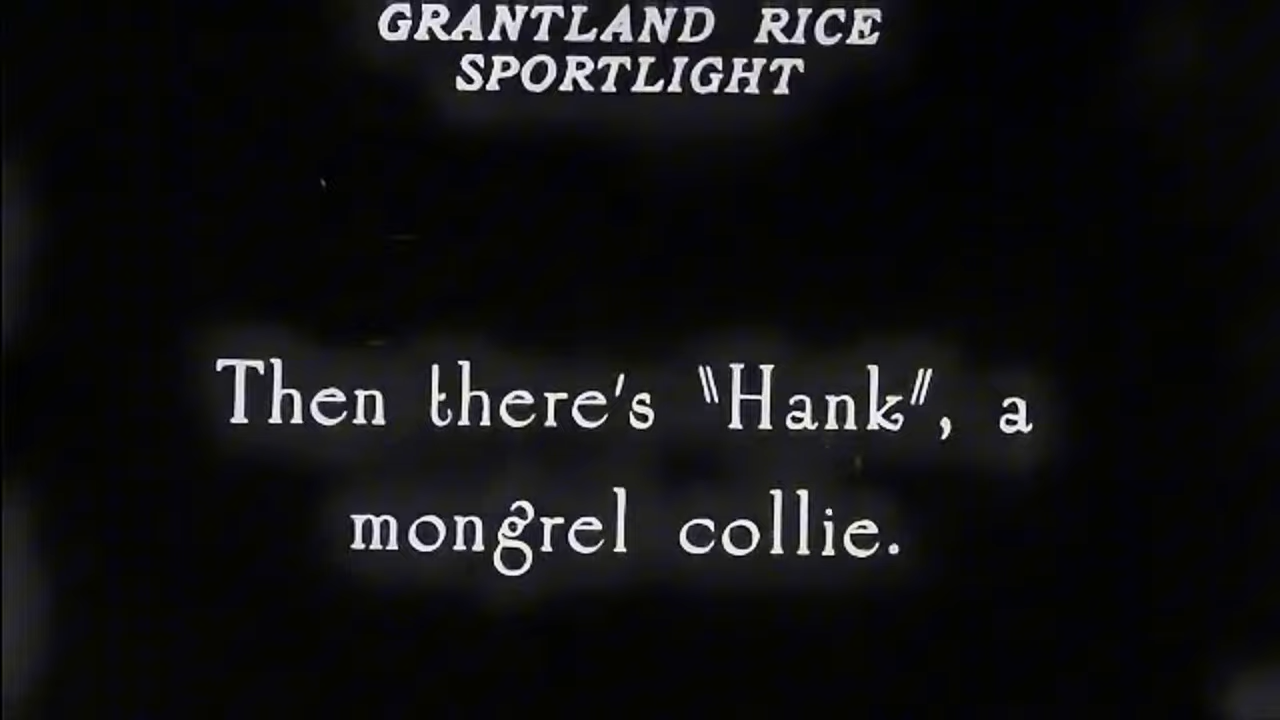 GRANTLAND RICE
SPORTLIGHT
Then there's "Hank", a
mongrel collie.